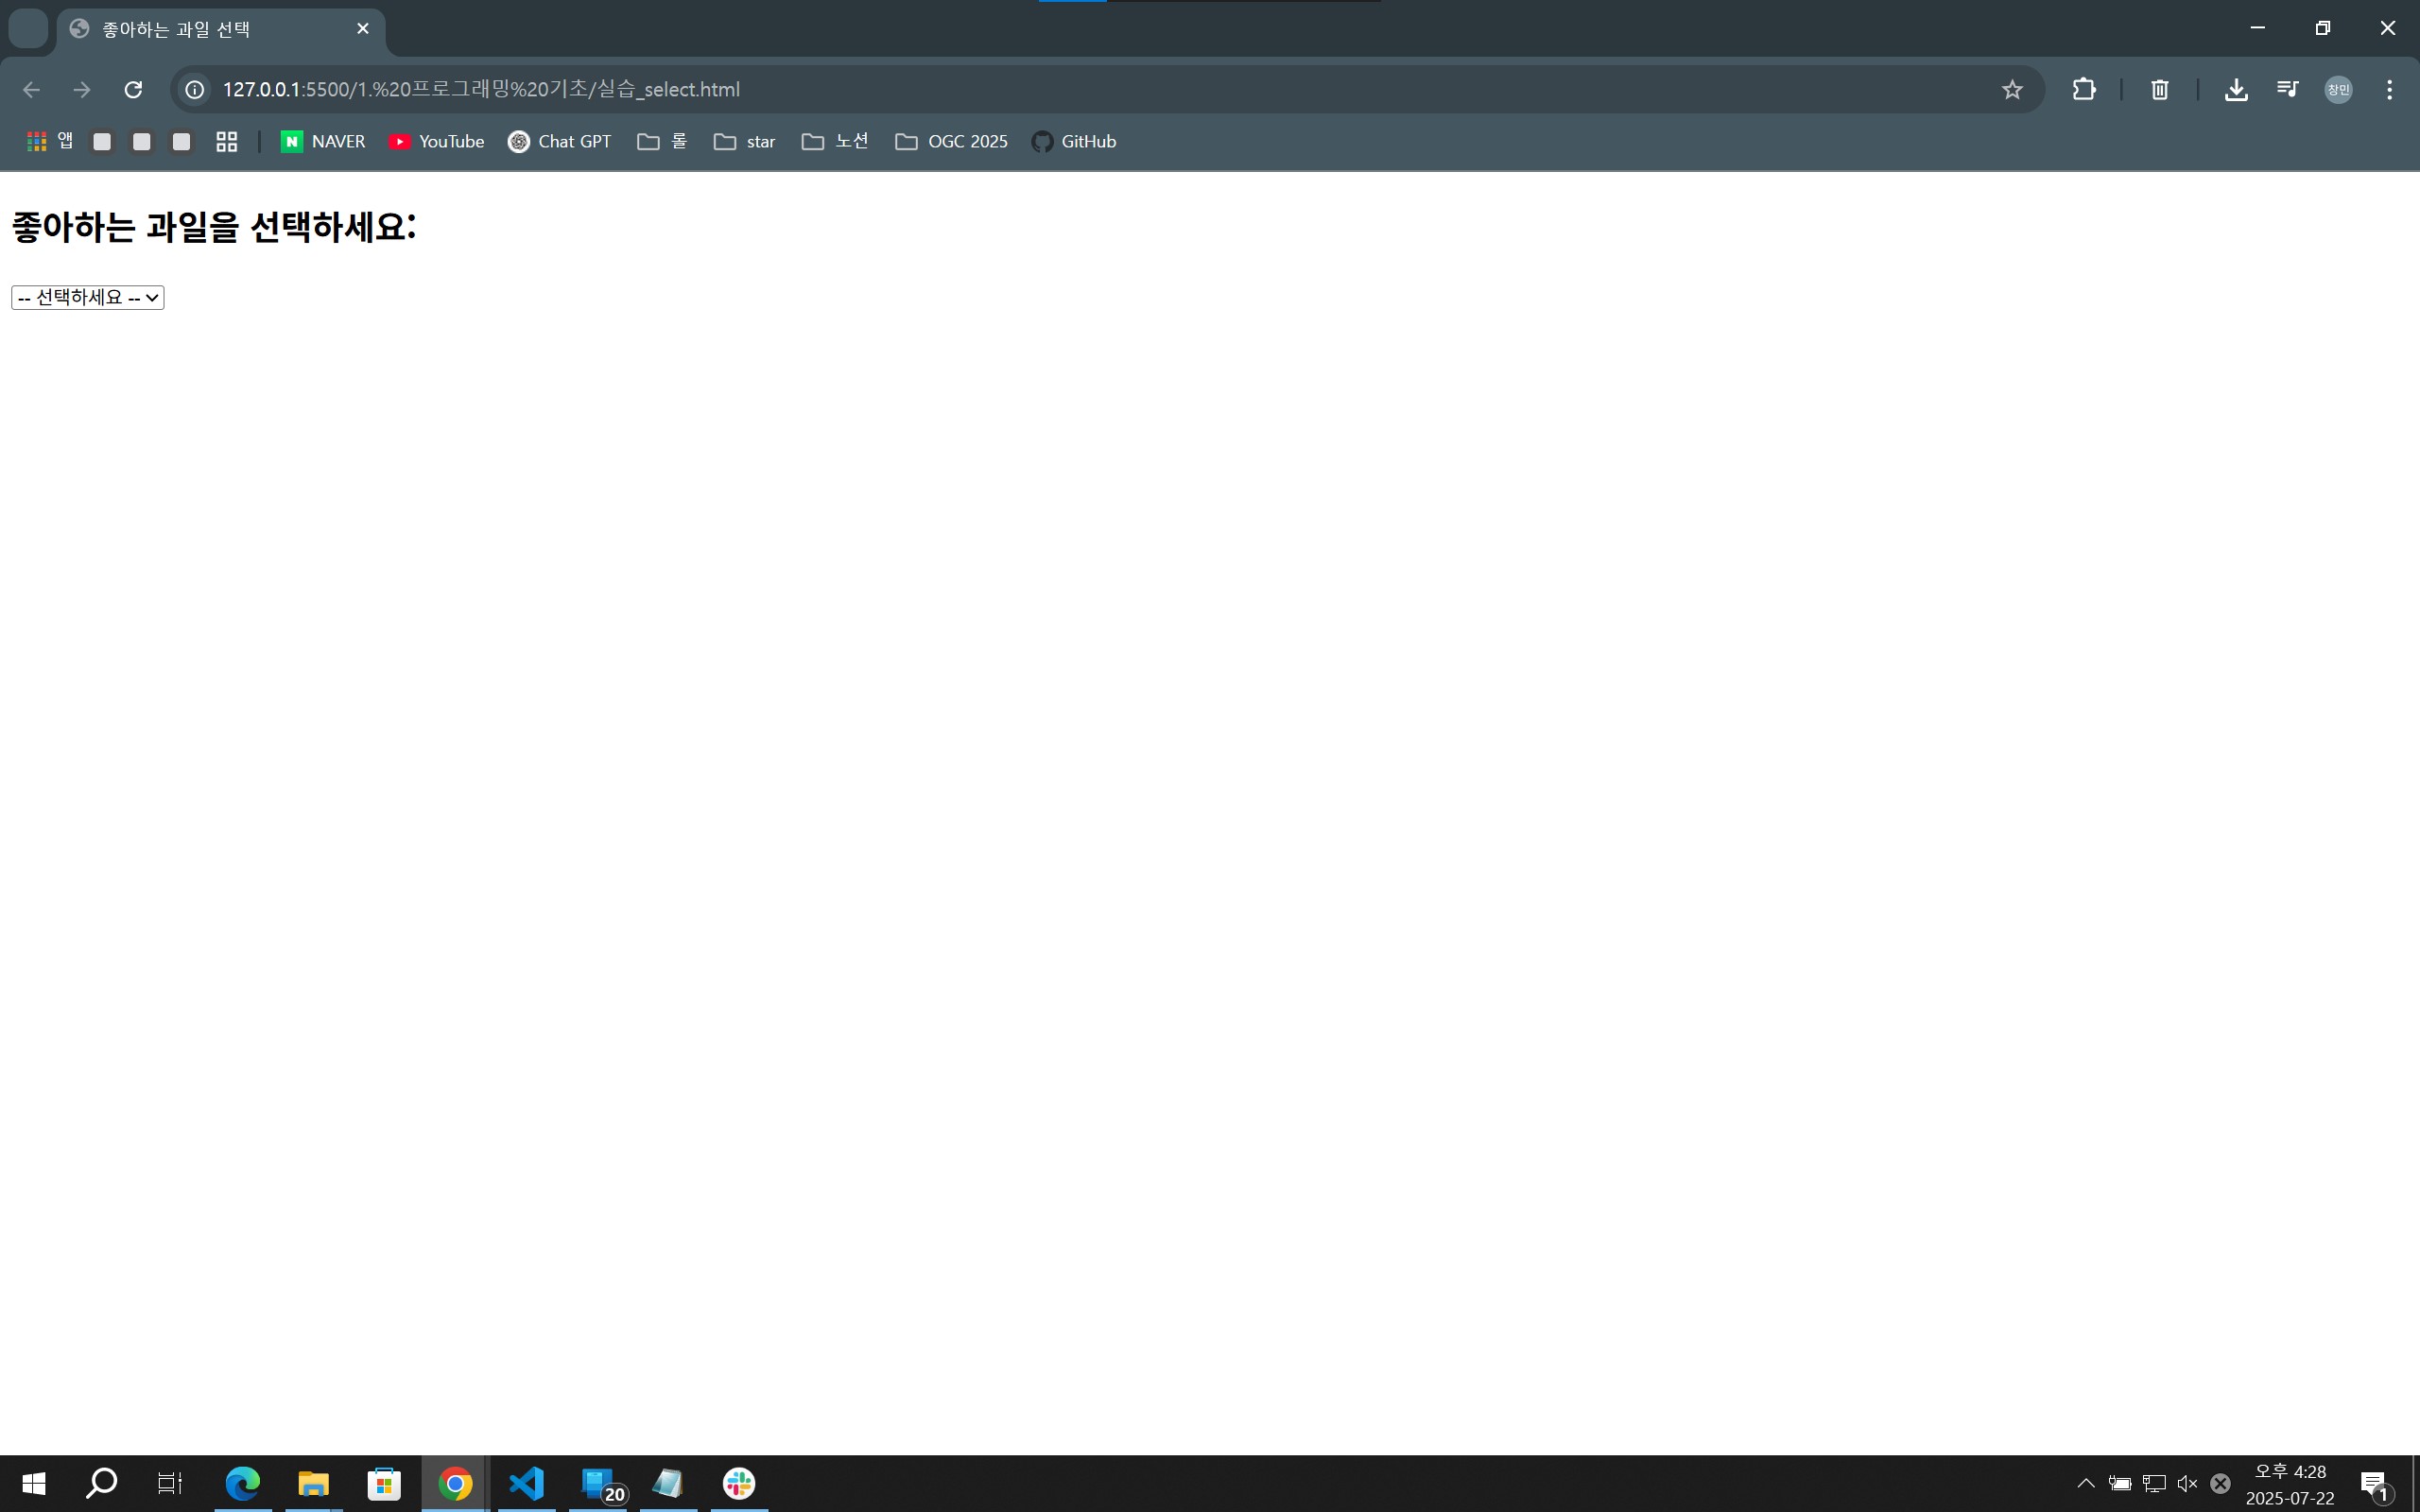 좋아하는 과일 선택
127.0.0.1:5500/1.%20프로그래밍%20기초/실습_select.html
창민
앱 NAVER YouTube Chat GPT 롤 star 노션 OGC 2025 GitHub
좋아하는 과일을 선택하세요:
-- 선택하세요 --
20
오후 4:28
2025-07-22
1